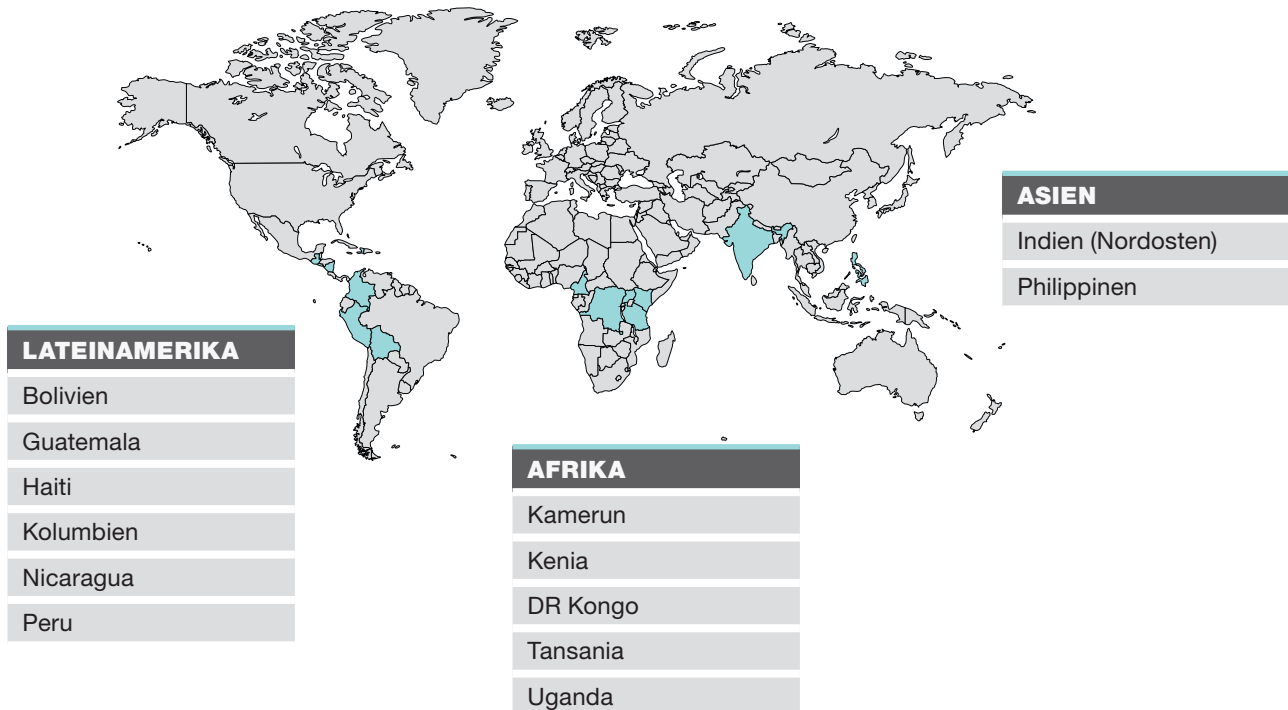 ASIEN
Indien (Nordosten)
Philippinen
LATEINAMERIKA
Bolivien
Guatemala
Haiti
Kolumbien
Nicaragua
Peru
AFRIKA
Kamerun
Kenia
DR Kongo
Tansania
Uganda